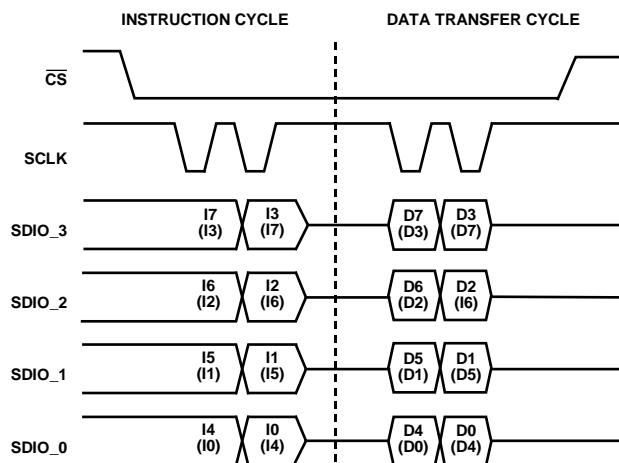 INSTRUCTION CYCLE DATA TRANSFER CYCLE
CS
SCLK
SDIO_3 I7 I3 D7 D3
(I3) (I7) (D3) (D7)
SDIO_2 I6 I2 D6 D2
(I2) (I6) (D2) (I6)
SDIO_1 I5 I1 D5 D1
(I1) (I5) (D1) (D5)
SDIO_0 I4 I0 D4 D0
(I0) (I4) (D0) (D4)